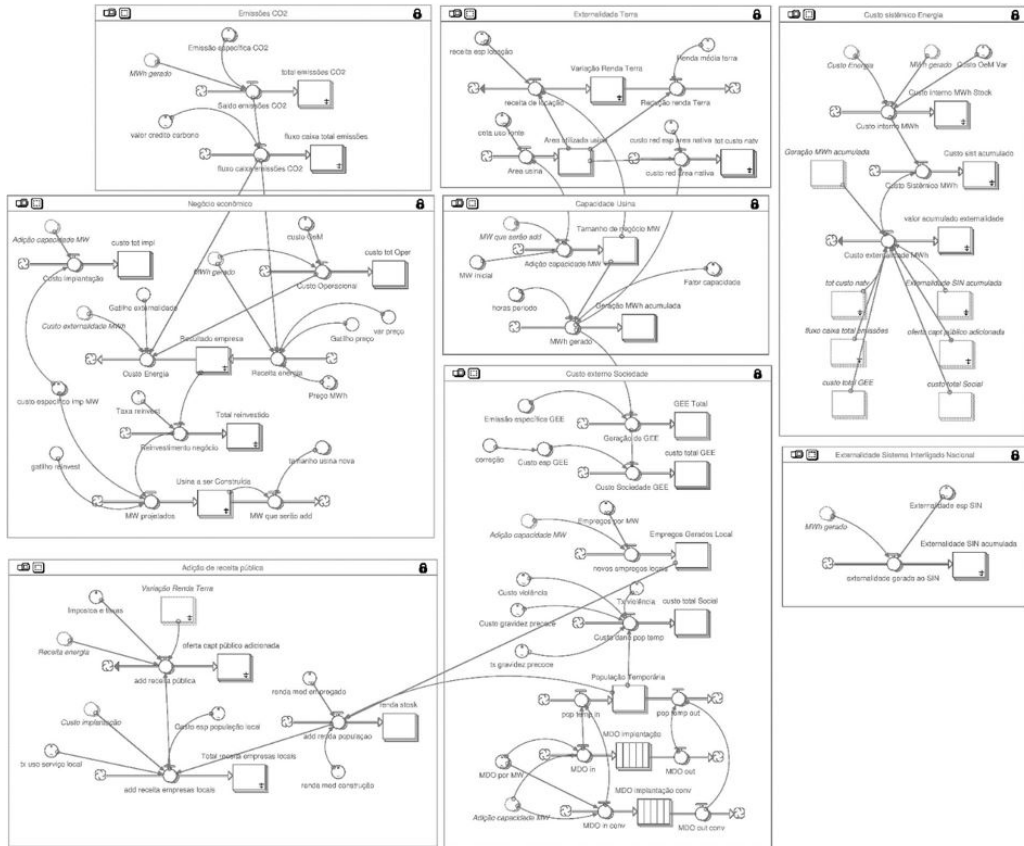 Emissões CO2
Emissão específica CO2
MWh gerado
total emissões CO2
Saldo emissões CO2
valor credito carbono
fluxo caixa total emissões
fluxo caixa emissões CO2
Externalidade Terra
receita esp locação
Variação Renda Terra
Renda média terra
receita de locação
Redação renda Terra
Area utilizada usina
custo red esp área nativa
tot custo natv
Area usina
custo red área nativa
Custo sistêmico Energia
Custo Energia
MWh gerado
Custo OeM Var
Custo interno MWh Stock
Custo interno MWh
Geração MWh acumulada
Custo sist acumulado
Custo Sistêmico MWh
valor acumulado externalidade
Custo externalidade MWh
tot custo natv
Externalidade SIN acumulada
fluxo caixa total emissões
oferta capt público adicionada
custo total GEE
custo total Social
Negócio econômico
Adição capacidade MW
custo tot impl
Custo Implantação
custo OeM
custo tot Oper
MWh gerado
Custo Operacional
Gatilho externalidade
Custo externalidade MWh
Resultado empresa
var preço
Gatilho preço
Custo Energia
Receita energia
Preço MWh
custo específico imp MW
Taxa reinvest
Total reinvestido
Reinvestimento negócio
gatilho reinvest
tamanho usina nova
Usina a ser Construída
MW projetados
MW que serão add
Capacidade Usina
MW que serão add
Tamanho de negócio MW
MW inicial
Adição capacidade MW
Fator capacidade
horas período
Geração MWh acumulada
MWh gerado
Custo externo Sociedade
Emissão específica GEE
GEE Total
Geração de GEE
correção
Custo esp GEE
custo total GEE
Custo Sociedade GEE
Empregos por MW
Adição capacidade MW
Empregos Gerados Local
novos empregos locais
Custo violência
Tx violência
custo total Social
Custo gravidez precoce
Custo dano pop temp
tx gravidez precoce
População Temporária
pop temp in
pop temp out
MDO implantação
MDO por MW
MDO in
MDO out
MDO implantação conv
Adição capacidade MW
MDO in conv
MDO out conv
Externalidade Sistema Interligado Nacional
Externalidade esp SIN
MWh gerado
Externalidade SIN acumulada
externalidade gerada ao SIN
Adição de receita pública
Variação Renda Terra
Impostos e taxas
Receita energia
oferta capt público adicionada
add receita pública
renda med empregado
renda stosk
Custo implantação
Custo esp população local
add renda população
tx uso serviço local
Total receita empresas locais
add receita empresas locais
renda med construção